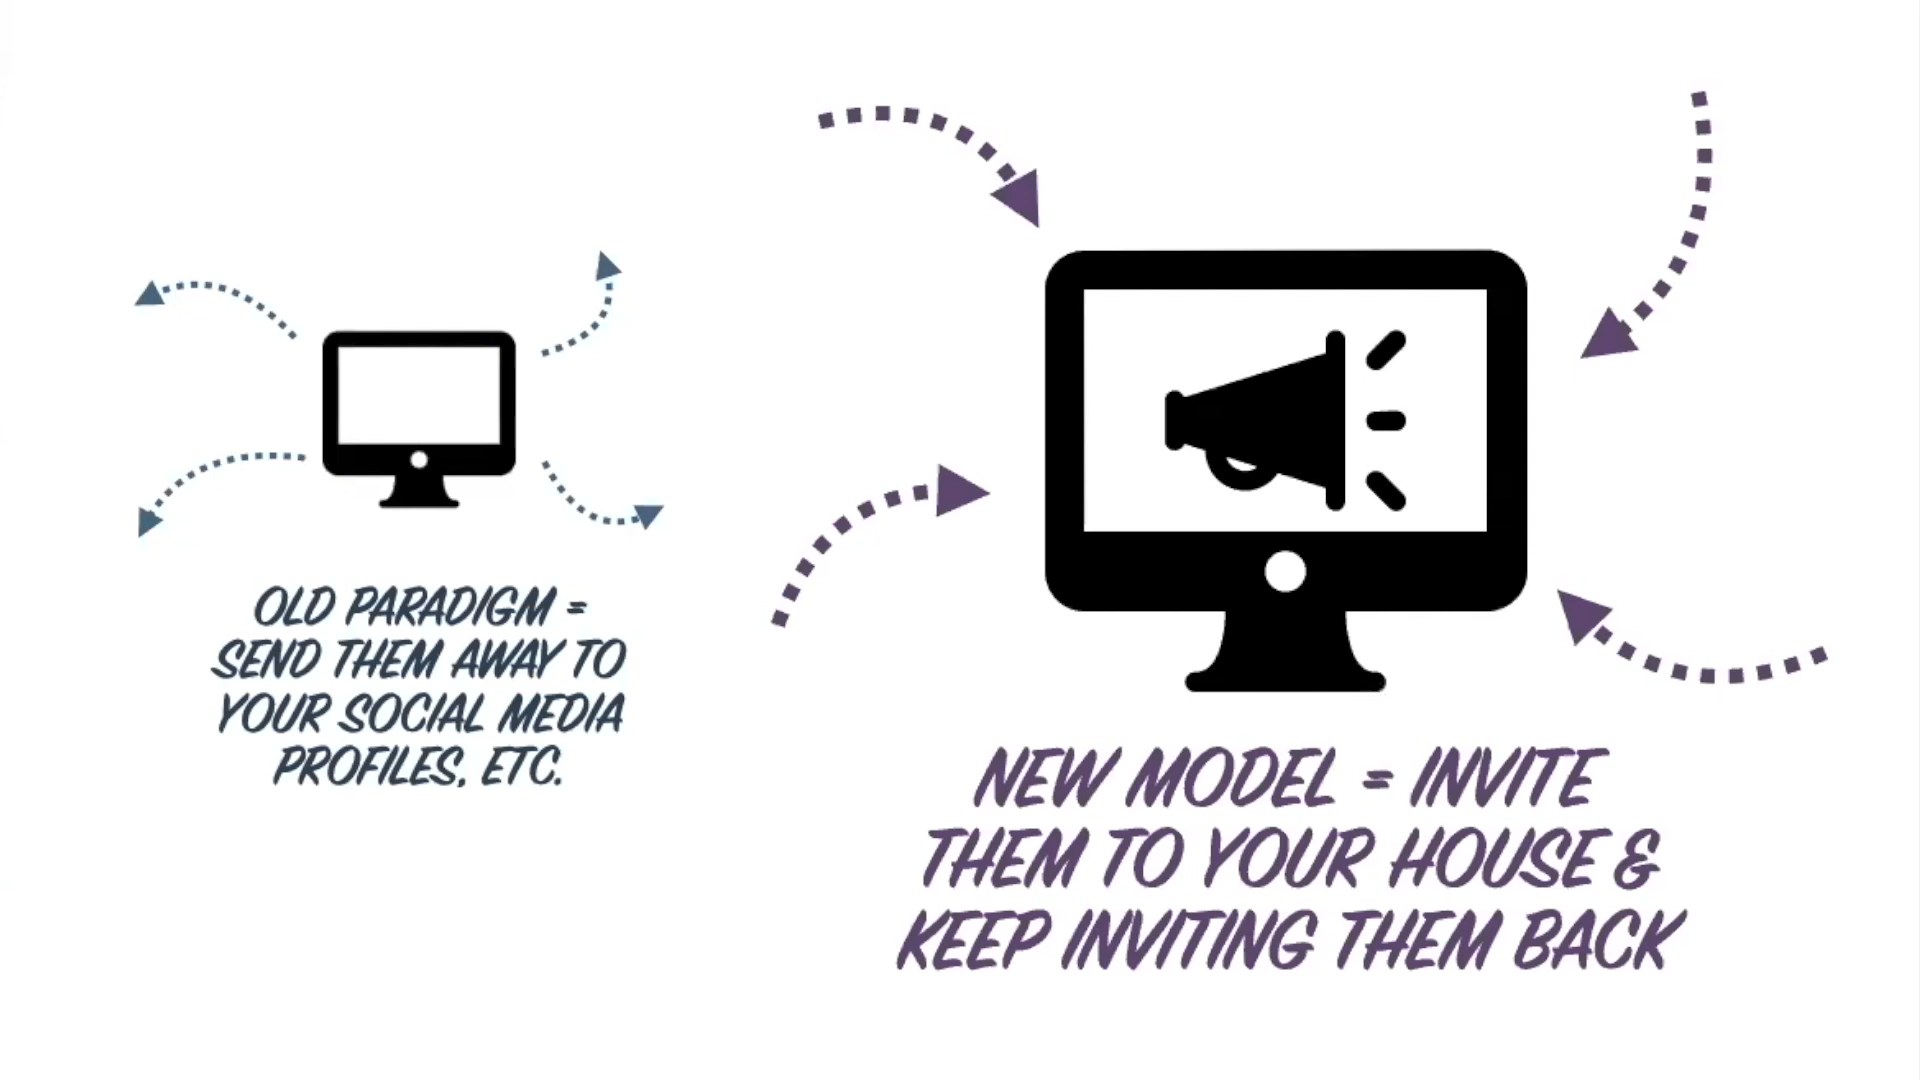 OLD PARADIGM =
SEND THEM AWAY TO
YOUR SOCIAL MEDIA
PROFILES, ETC.
NEW MODEL = INVITE
THEM TO YOUR HOUSE &
KEEP INVITING THEM BACK